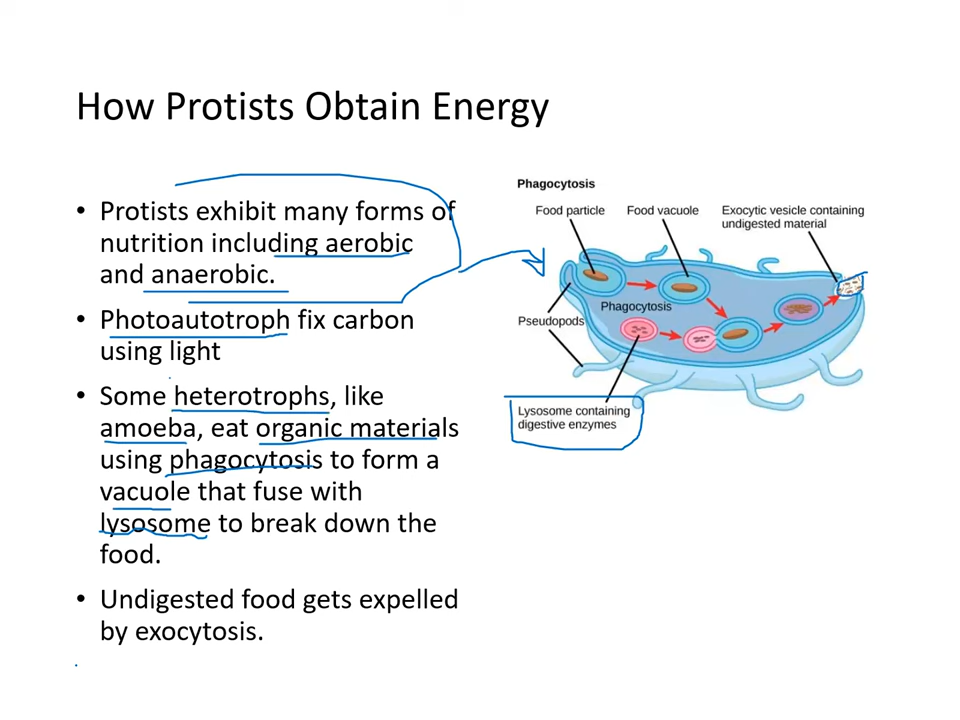 How Protists Obtain Energy
• Protists exhibit many forms of
nutrition including aerobic
and anaerobic.
• Photoautotroph fix carbon
using light
• Some heterotrophs, like
amoeba, eat organic materials
using phagocytosis to form a
vacuole that fuse with
lysosome to break down the
food.
• Undigested food gets expelled
by exocytosis.
Phagocytosis
Food particle
Food vacuole
Exocytic vesicle containing
undigested material
Phagocytosis
Pseudopods
Lysosome containing
digestive enzymes